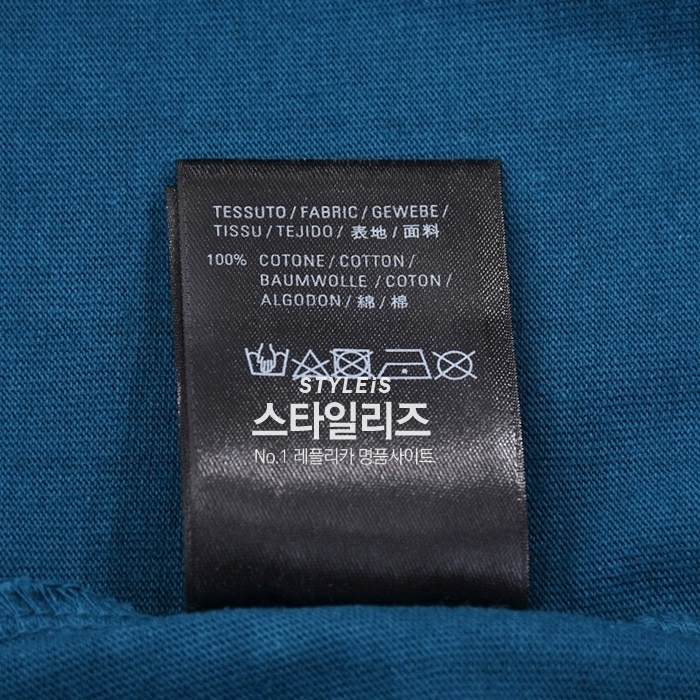 TESSUTO / FABRIC / GEWEBE /
TISSU / TEJIDO / 表地 / 面料
100% COTONE / COTTON /
BAUMWOLLE / COTON /
ALGODON / 綿 / 棉
STYLEiS
스타일리즈
No.1 레플리카 명품사이트